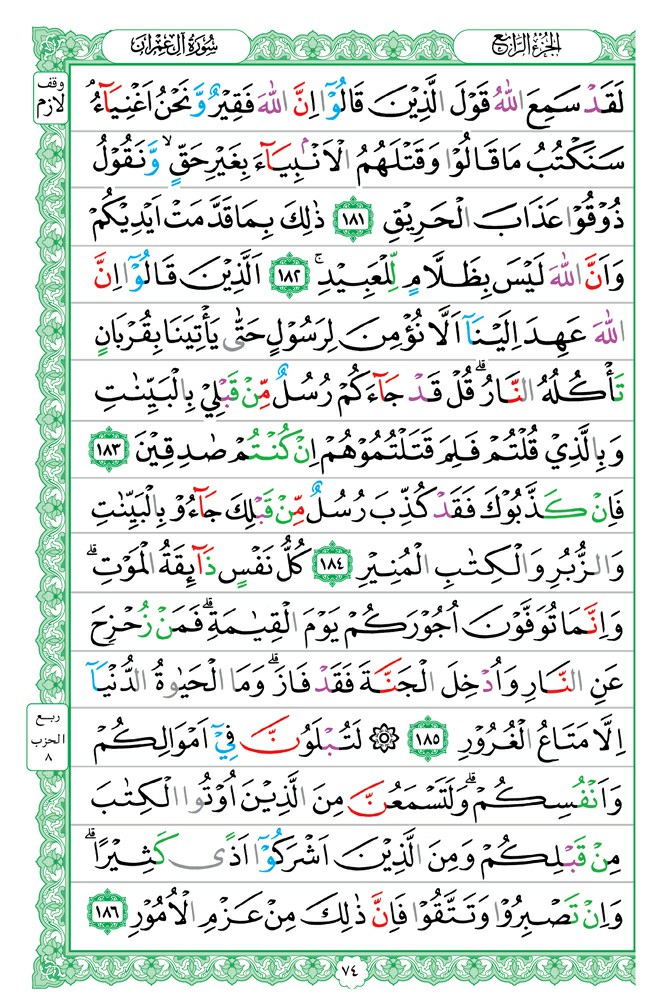 الجزء الرابع
سورة آل عمران
وقف
لازم
لَقَدْ سَمِعَ اللّٰهُ قَوْلَ الَّذِيْنَ قَالُوْٓا اِنَّ اللّٰهَ فَقِيْرٌ وَّنَحْنُ اَغْنِيَآءُ ۘ
سَنَكْتُبُ مَا قَالُوْا وَقَتْلَهُمُ الْاَنْۢبِيَآءَ بِغَيْرِ حَقٍّ ۙ وَّنَقُوْلُ
ذُوْقُوْا عَذَابَ الْحَرِيْقِ ١٨١ ذٰلِكَ بِمَا قَدَّمَتْ اَيْدِيْكُمْ
وَاَنَّ اللّٰهَ لَيْسَ بِظَلَّامٍ لِّلْعَبِيْدِ ۚ ١٨٢ اَلَّذِيْنَ قَالُوْٓا اِنَّ
اللّٰهَ عَهِدَ اِلَيْنَآ اَلَّا نُؤْمِنَ لِرَسُوْلٍ حَتّٰى يَأْتِيَنَا بِقُرْبَانٍ
تَأْكُلُهُ النَّارُ ۗ قُلْ قَدْ جَآءَكُمْ رُسُلٌ مِّنْ قَبْلِيْ بِالْبَيِّنٰتِ
وَبِالَّذِيْ قُلْتُمْ فَلِمَ قَتَلْتُمُوْهُمْ اِنْ كُنْتُمْ صٰدِقِيْنَ ١٨٣
فَاِنْ كَذَّبُوْكَ فَقَدْ كُذِّبَ رُسُلٌ مِّنْ قَبْلِكَ جَآءُوْ بِالْبَيِّنٰتِ
وَالزُّبُرِ وَالْكِتٰبِ الْمُنِيْرِ ١٨٤ كُلُّ نَفْسٍ ذَآئِقَةُ الْمَوْتِ ۗ
وَاِنَّمَا تُوَفَّوْنَ اُجُوْرَكُمْ يَوْمَ الْقِيٰمَةِ ۗ فَمَنْ زُحْزِحَ
عَنِ النَّارِ وَاُدْخِلَ الْجَنَّةَ فَقَدْ فَازَ ۗ وَمَا الْحَيٰوةُ الدُّنْيَآ
اِلَّا مَتَاعُ الْغُرُوْرِ ١٨٥ ۞ لَتُبْلَوُنَّ فِيْٓ اَمْوَالِكُمْ
ربع
الحزب
٨
وَاَنْفُسِكُمْ ۗ وَلَتَسْمَعُنَّ مِنَ الَّذِيْنَ اُوْتُوا الْكِتٰبَ
مِنْ قَبْلِكُمْ وَمِنَ الَّذِيْنَ اَشْرَكُوْٓا اَذًى كَثِيْرًا ۗ
وَاِنْ تَصْبِرُوْا وَتَتَّقُوْا فَاِنَّ ذٰلِكَ مِنْ عَزْمِ الْاُمُوْرِ ١٨٦
٧٤